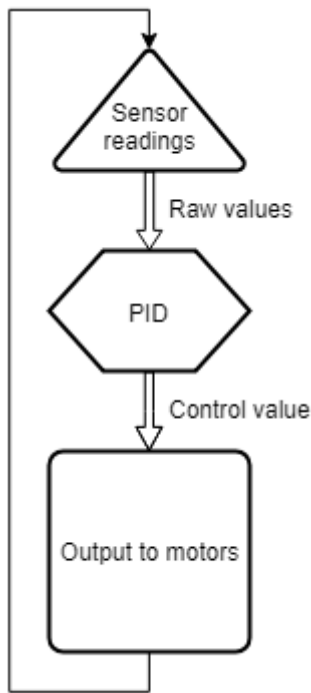 Sensor
readings
Raw values
PID
Control value
Output to motors